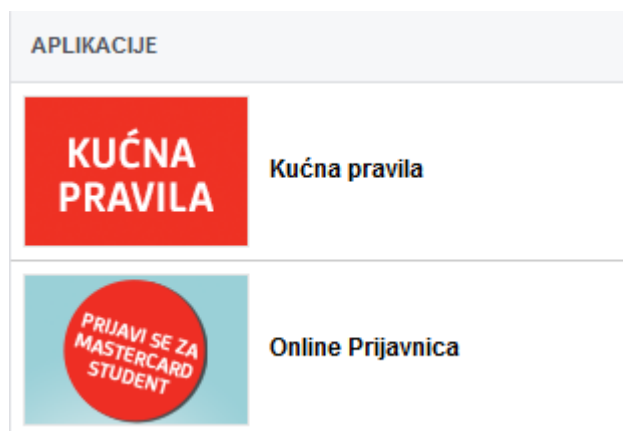 APLIKACIJE
KUĆNA
PRAVILA
Kućna pravila
PRIJAVI SE ZA
MASTERCARD
STUDENT
Online Prijavnica